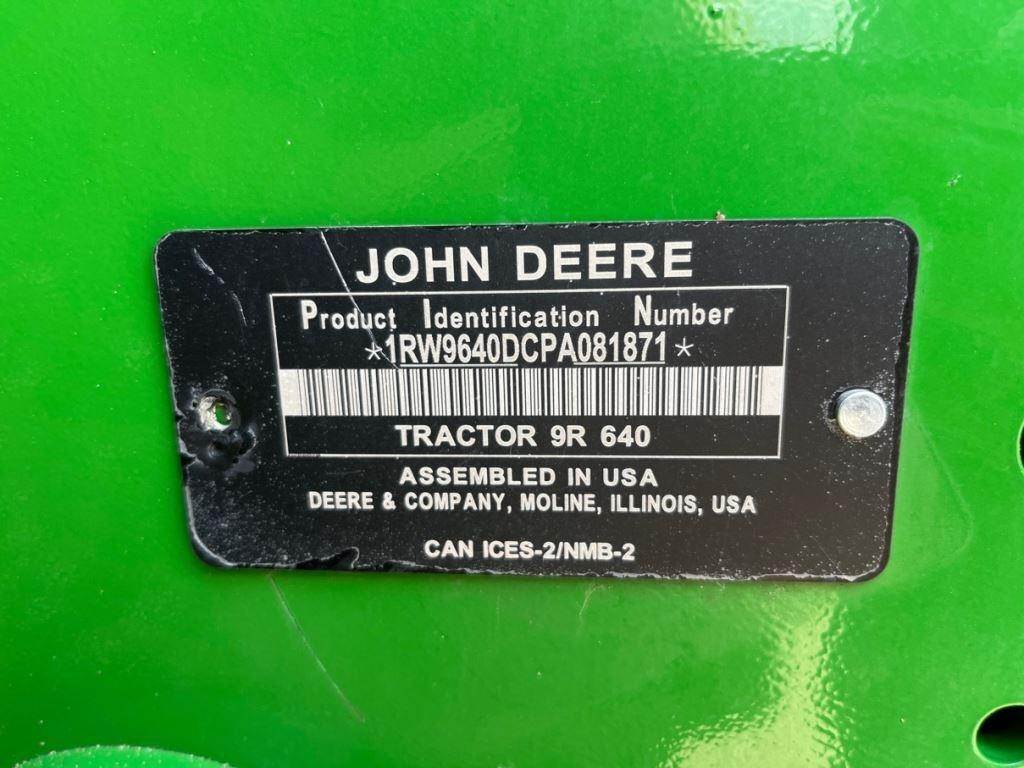 JOHN DEERE
Product Identification Number
*1RW9640DCPA081871*
TRACTOR 9R 640
ASSEMBLED IN USA
DEERE & COMPANY, MOLINE, ILLINOIS, USA
CAN ICES-2/NMB-2